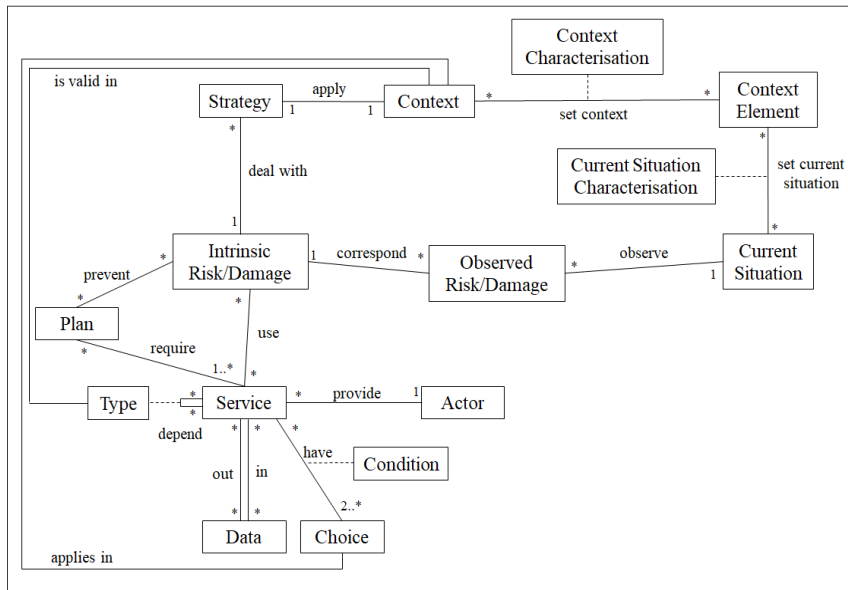 Context
Characterisation
is valid in
Strategy
apply
Context
Context
Element
1
1
*
*
set context
*
*
deal with
Current Situation
Characterisation
set current
situation
1
*
*
Intrinsic
Risk/Damage
1
correspond
*
Observed
Risk/Damage
*
observe
1
Current
Situation
prevent
*
*
Plan
*
use
*
require
1..*
*
Type
*
*
Service
*
provide
1
Actor
depend
*
*
*
have
Condition
out
in
*
*
2..*
Data
Choice
applies in